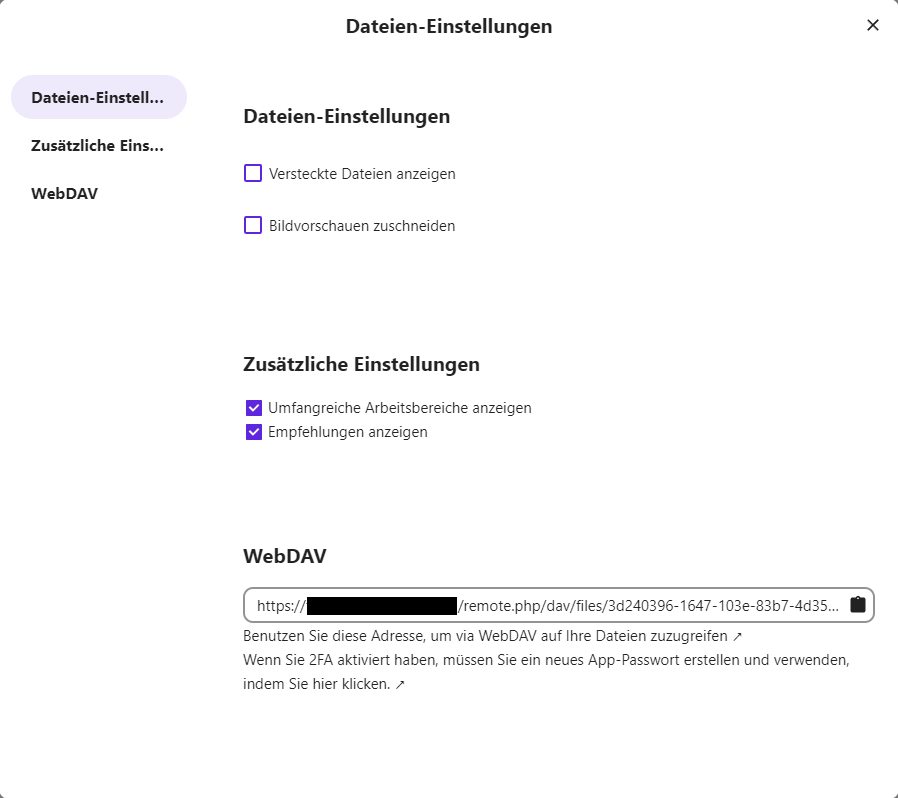 Dateien-Einstellungen
Dateien-Einstell...
Zusätzliche Eins...
WebDAV
Dateien-Einstellungen
Versteckte Dateien anzeigen
Bildvorschauen zuschneiden
Zusätzliche Einstellungen
Umfangreiche Arbeitsbereiche anzeigen
Empfehlungen anzeigen
WebDAV
https:// /remote.php/dav/files/3d240396-1647-103e-83b7-4d35...
Benutzen Sie diese Adresse, um via WebDAV auf Ihre Dateien zuzugreifen ↗
Wenn Sie 2FA aktiviert haben, müssen Sie ein neues App-Passwort erstellen und verwenden,
indem Sie hier klicken. ↗